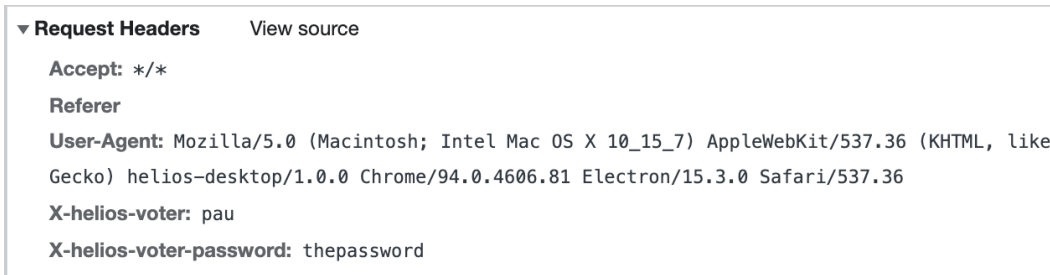 Request Headers View source
Accept: */*
Referer
User-Agent: Mozilla/5.0 (Macintosh; Intel Mac OS X 10_15_7) AppleWebKit/537.36 (KHTML, like
Gecko) helios-desktop/1.0.0 Chrome/94.0.4606.81 Electron/15.3.0 Safari/537.36
X-helios-voter: pau
X-helios-voter-password: thepassword